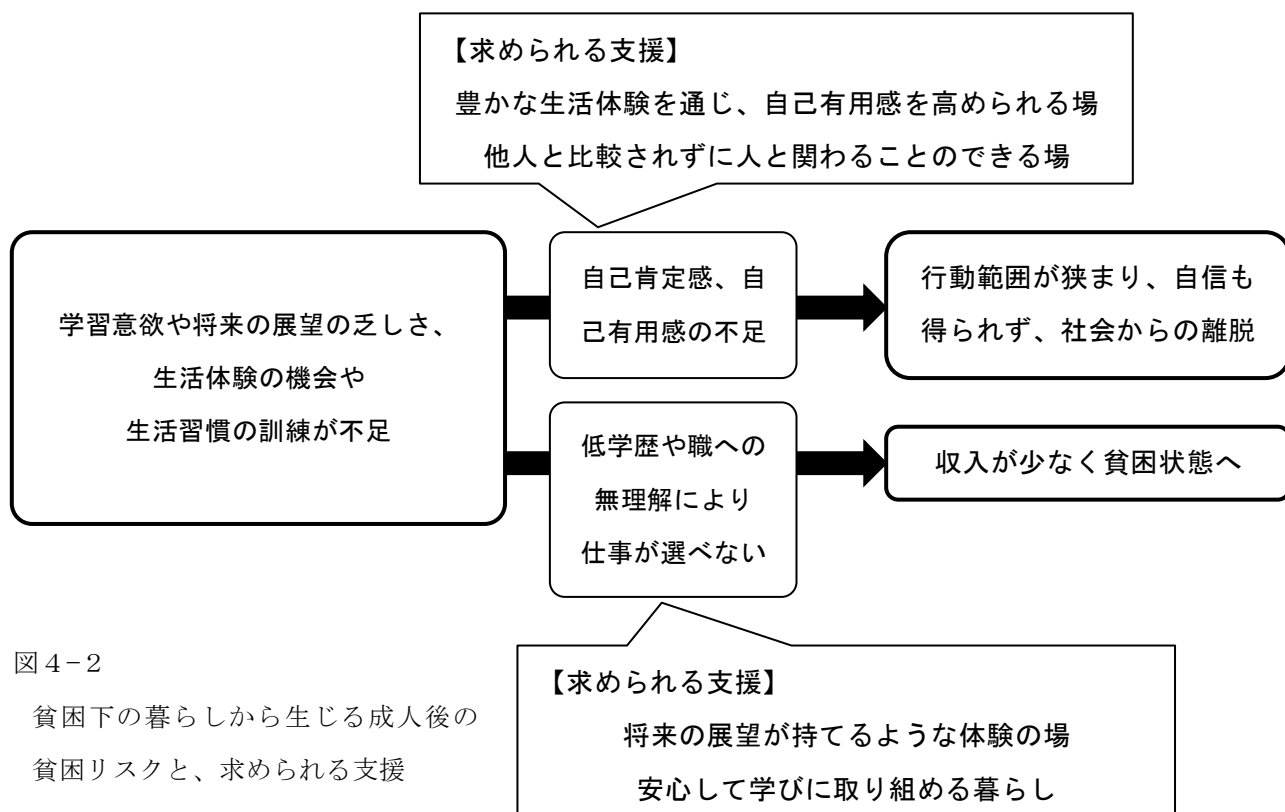 【求められる支援】
豊かな生活体験を通じ、自己有用感を高められる場
他人と比較されずに人と関わることのできる場
学習意欲や将来の展望の乏しさ、
生活体験の機会や
生活習慣の訓練が不足
自己肯定感、自
己有用感の不足
行動範囲が狭まり、自信も
得られず、社会からの離脱
低学歴や職への
無理解により
仕事が選べない
収入が少なく貧困状態へ
【求められる支援】
将来の展望が持てるような体験の場
安心して学びに取り組める暮らし
図4-2
貧困下の暮らしから生じる成人後の
貧困リスクと、求められる支援